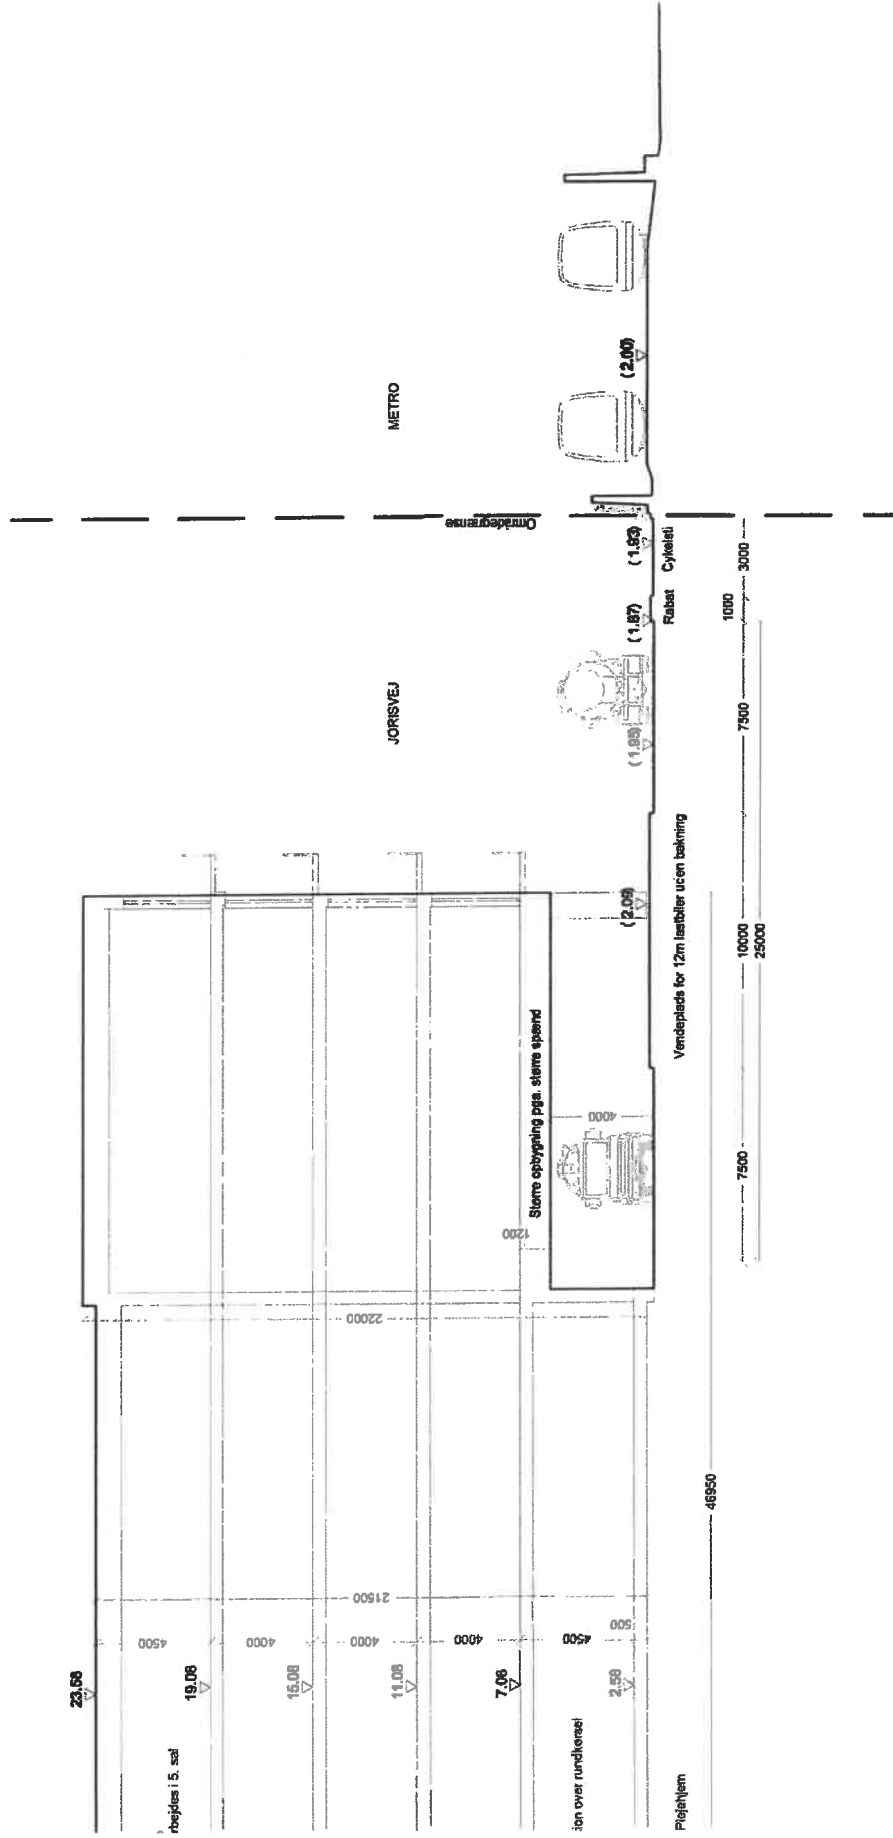 METRO
JORISVEJ
Områdegrænse
( 2.00)
( 1.93)
( 1.87)
( 1.95)
( 2.09)
Cykelsti
Rabat
Vendeplads for 12m lastbiler uden bakning
3000
1000
7500
10000
25000
7500
46950
Større opbygning pga. større spænd
4000
1200
22000
21500
4500
4000
4000
4000
4500
500
23.58
19.08
15.08
11.08
7.08
2.58
rbejdes i 5. sal
ion over rundkørsel
Plejehjem